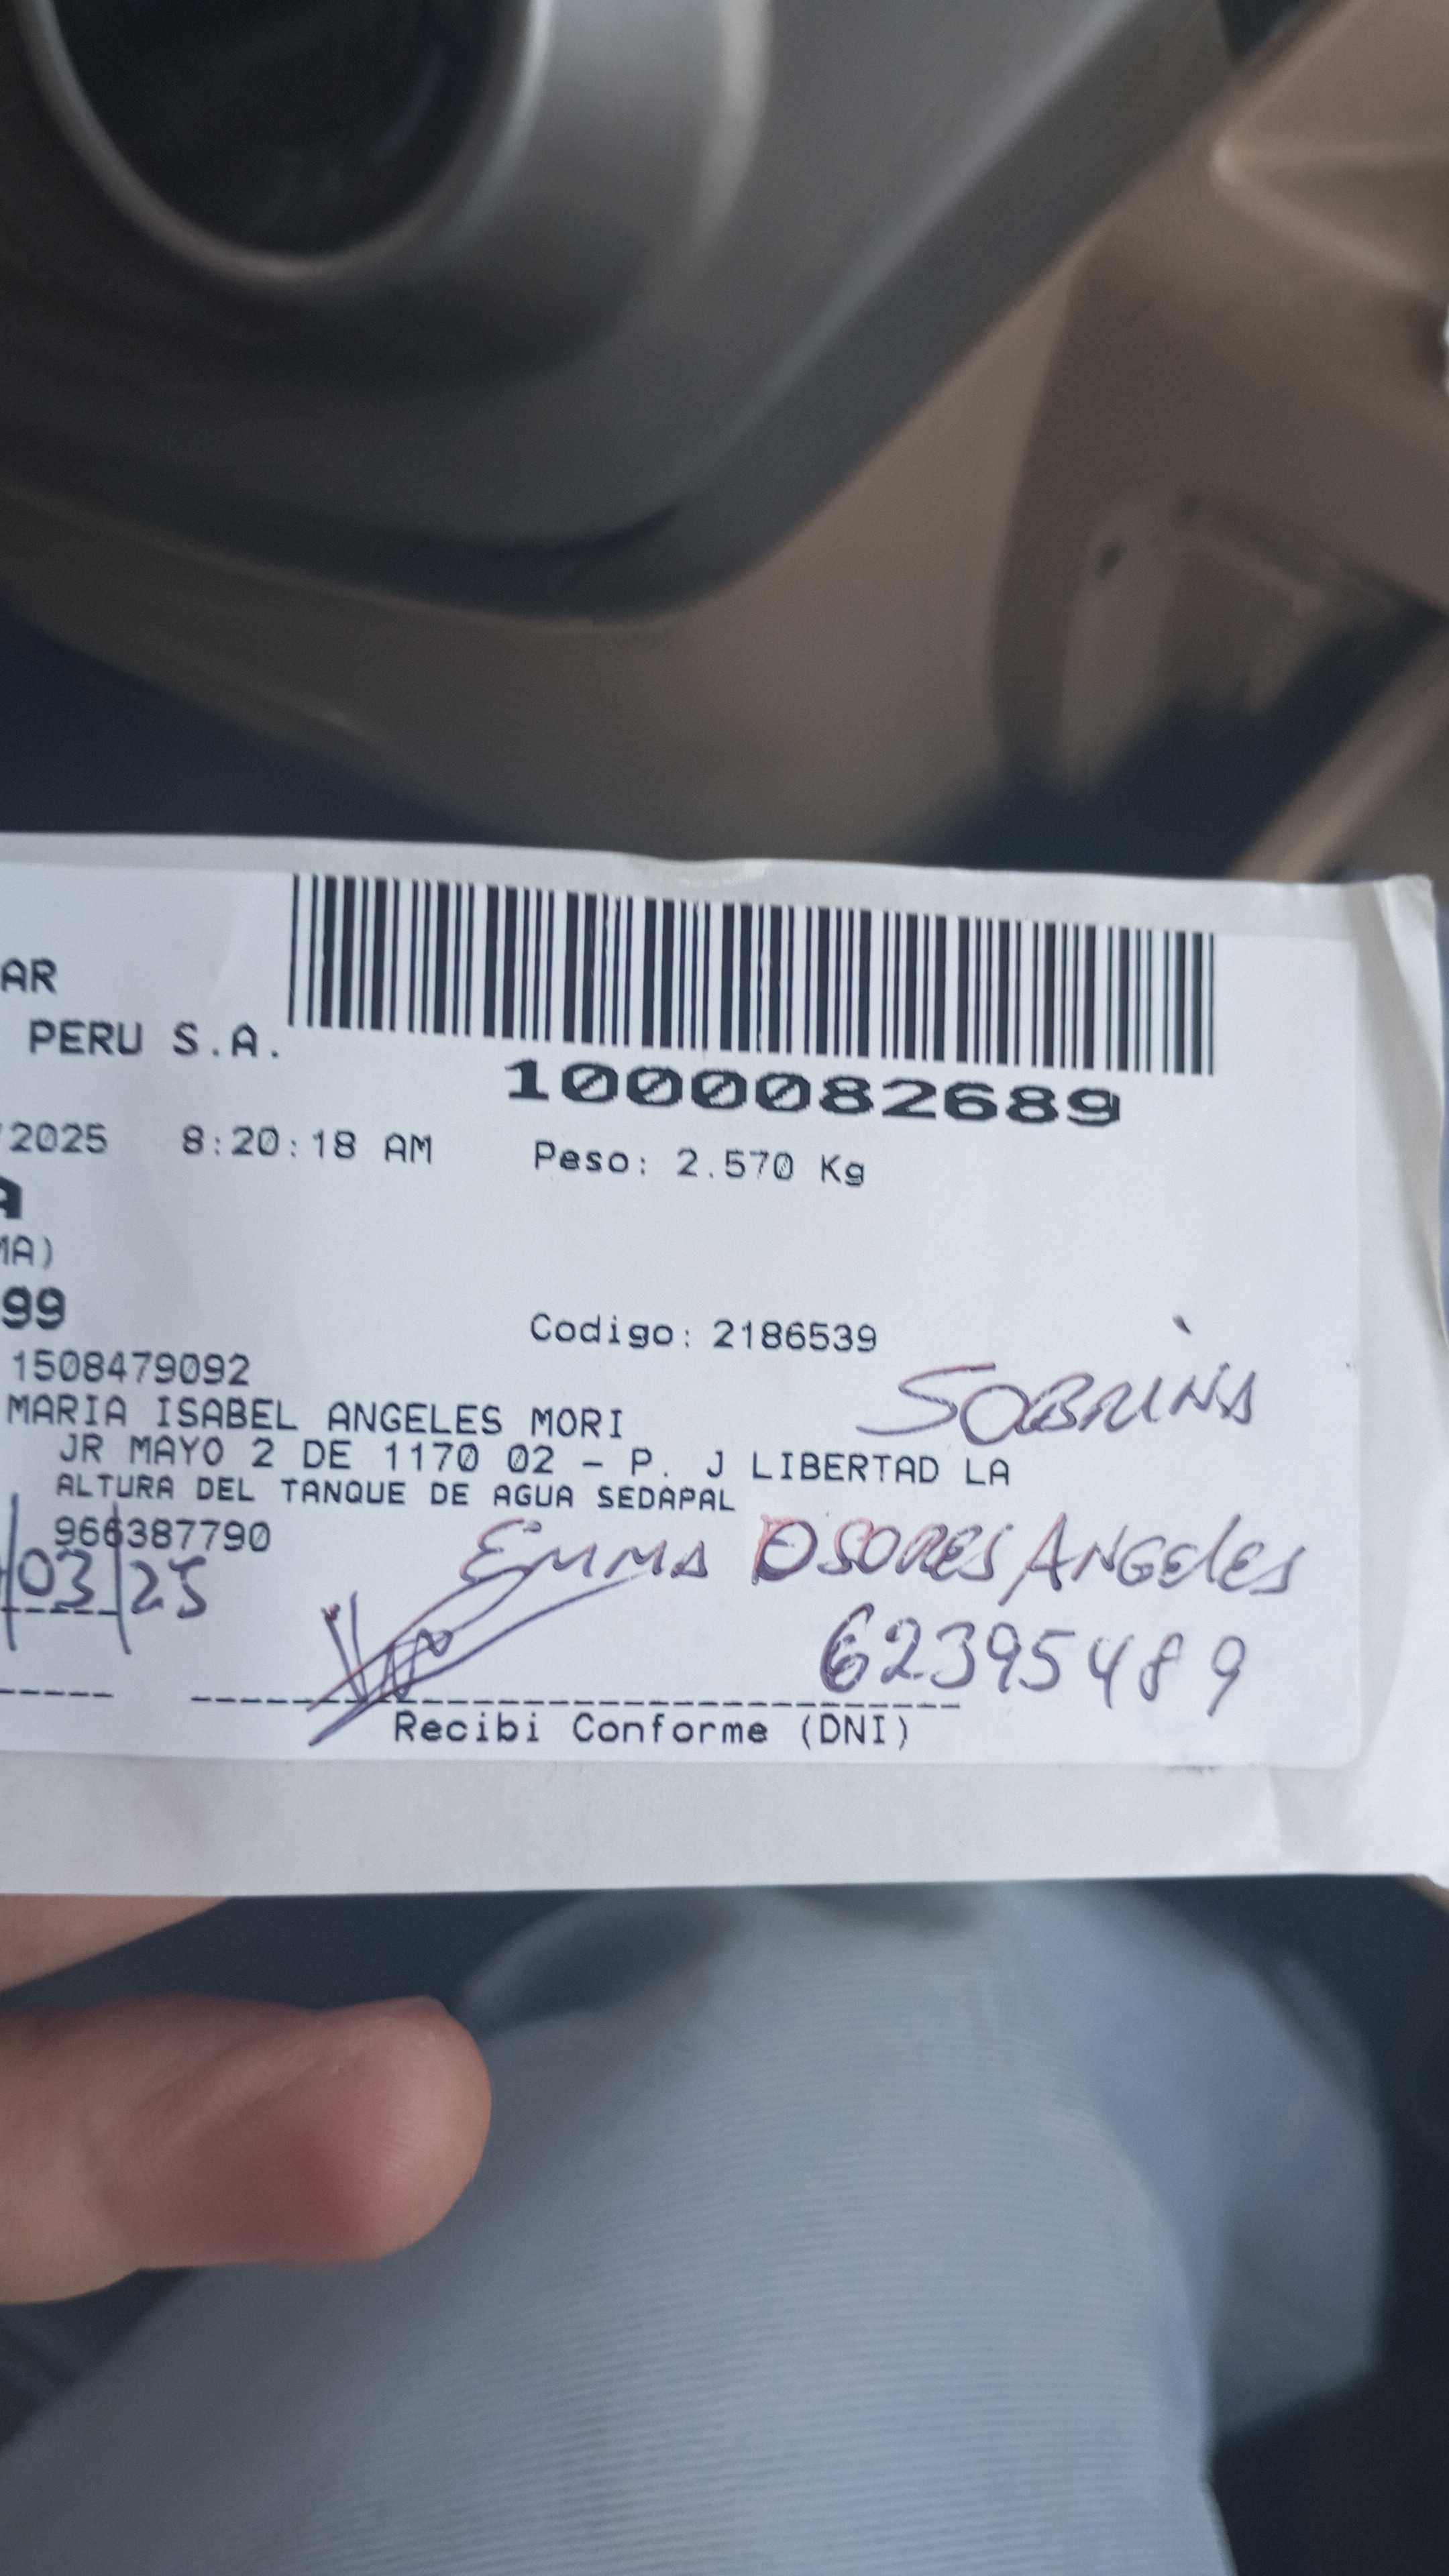 AR
PERU S.A.
1000082689
2025 8:20:18 AM Peso: 2.570 Kg
A
MA)
99
Codigo: 2186539
1508479092
SOBRINA
MARIA ISABEL ANGELES MORI
JR MAYO 2 DE 1170 02 - P. J LIBERTAD LA
ALTURA DEL TANQUE DE AGUA SEDAPAL
966387790
EMMA OSORES ANGELES
/03/25
62395489
Recibi Conforme (DNI)